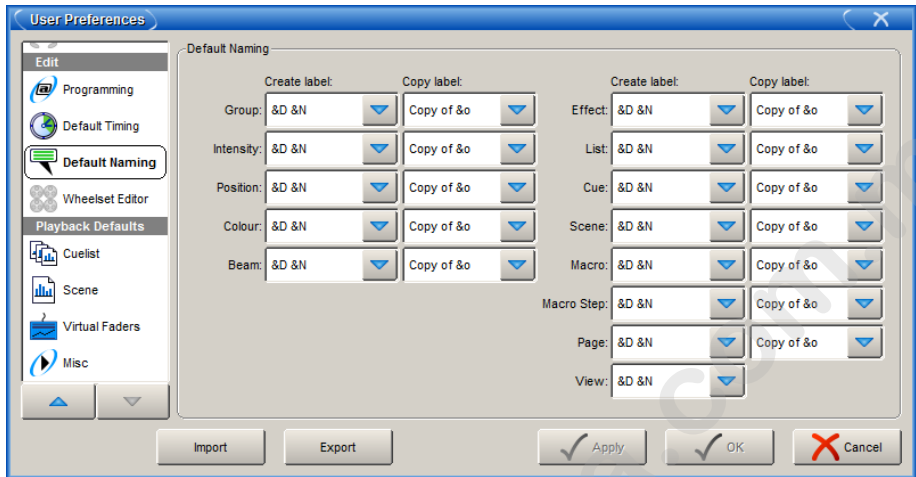 User Preferences
Edit
Programming
Default Timing
Default Naming
Wheelset Editor
Playback Defaults
Cuelist
Scene
Virtual Faders
Misc
Default Naming
Create label: Copy label: Create label: Copy label:
Group: &D &N Copy of &o Effect: &D &N Copy of &o
Intensity: &D &N Copy of &o List: &D &N Copy of &o
Position: &D &N Copy of &o Cue: &D &N Copy of &o
Colour: &D &N Copy of &o Scene: &D &N Copy of &o
Beam: &D &N Copy of &o Macro: &D &N Copy of &o
Macro Step: &D &N Copy of &o
Page: &D &N Copy of &o
View: &D &N
Import Export Apply OK Cancel